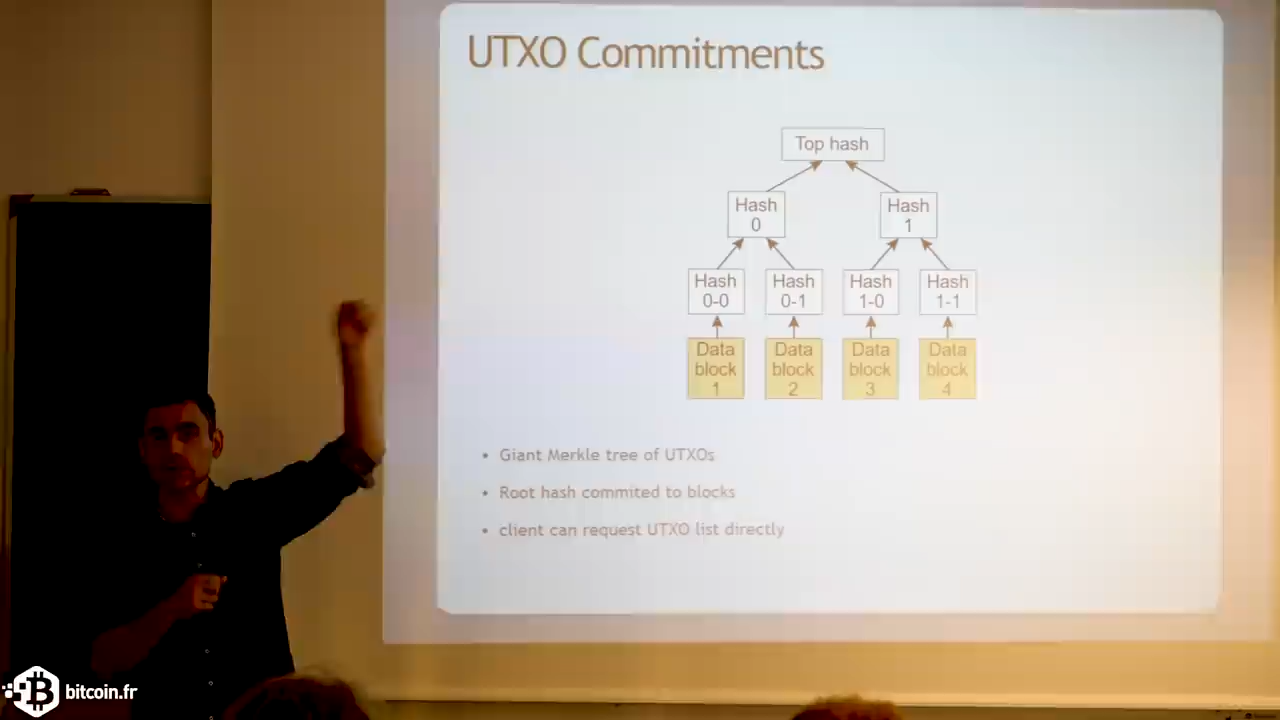 UTXO Commitments
Top hash
Hash
0
Hash
1
Hash
0-0
Hash
0-1
Hash
1-0
Hash
1-1
Data
block
1
Data
block
2
Data
block
3
Data
block
4
• Giant Merkle tree of UTXOs
• Root hash commited to blocks
• client can request UTXO list directly
bitcoin.fr